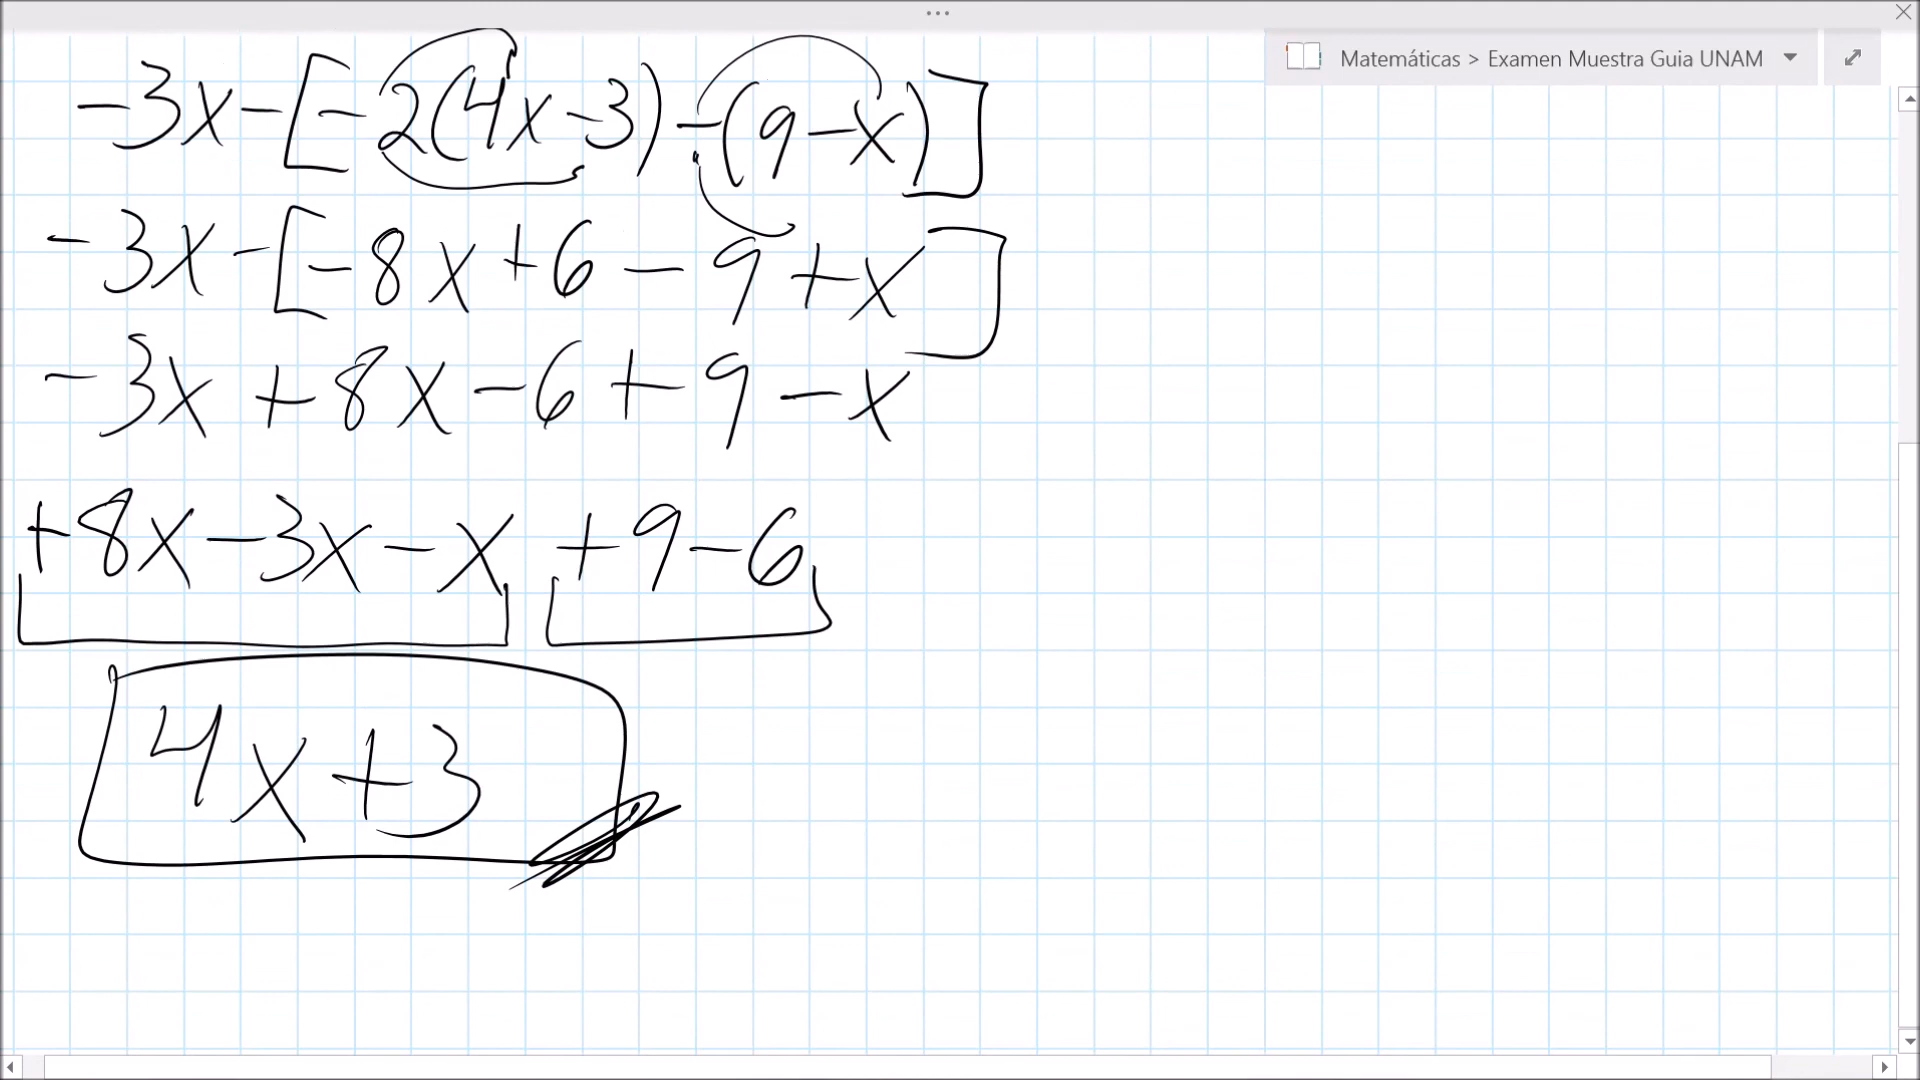 ...
Matemáticas > Examen Muestra Guia UNAM
-3x-[-2(4x-3)-(9-x)]
-3x-[-8x+6-9+x]
-3x+8x-6+9-x
+8x-3x-x+9-6
4x+3